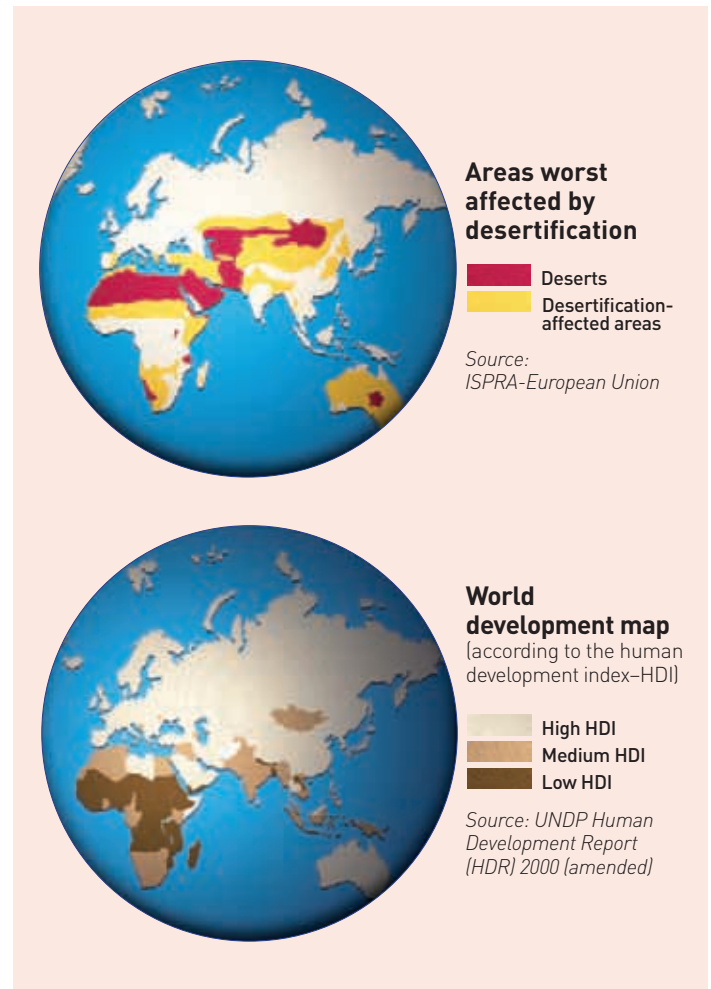 Areas worst
affected by
desertification
Deserts
Desertification-
affected areas
Source:
ISPRA-European Union
World
development map
(according to the human
development index–HDI)
High HDI
Medium HDI
Low HDI
Source: UNDP Human
Development Report
(HDR) 2000 (amended)